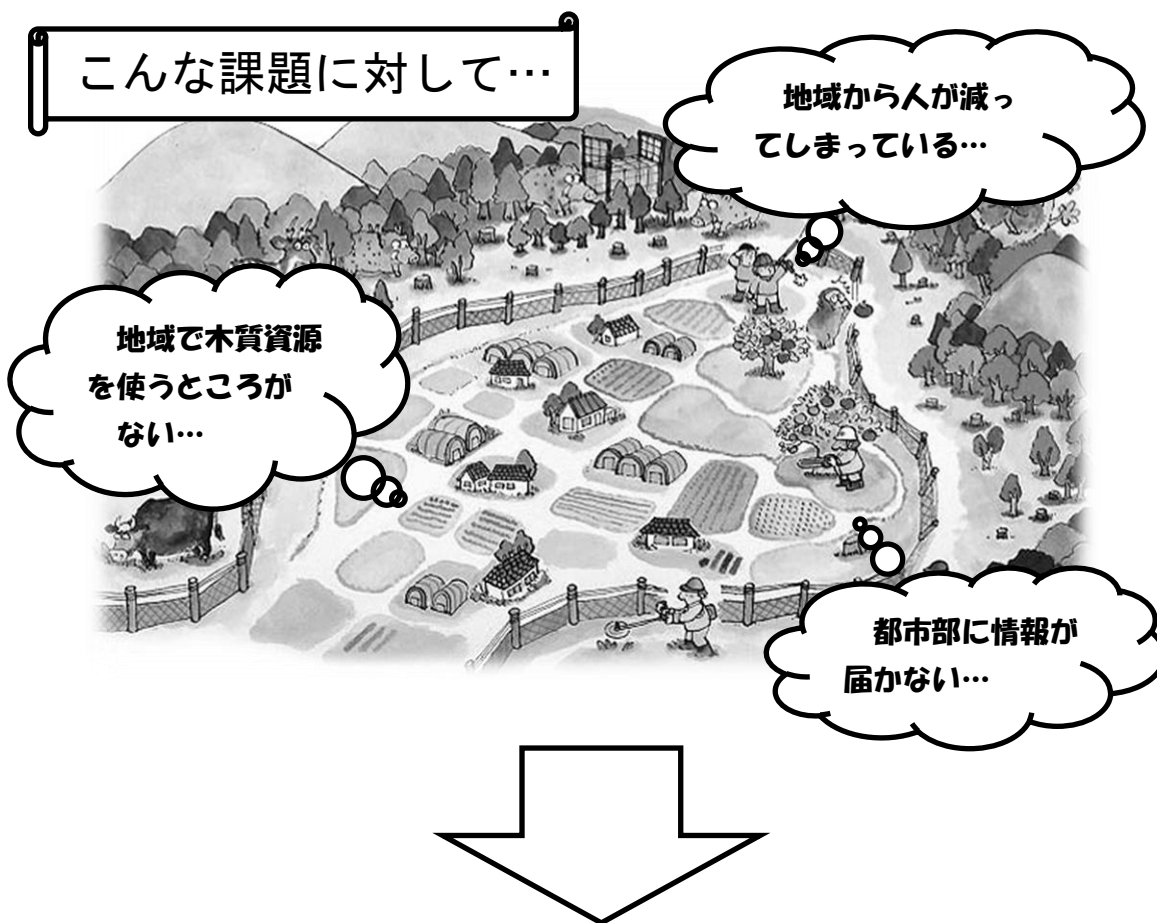 こんな課題に対して…
地域から人が減っ
てしまっている…
地域で木質資源
を使うところが
ない…
都市部に情報が
届かない…